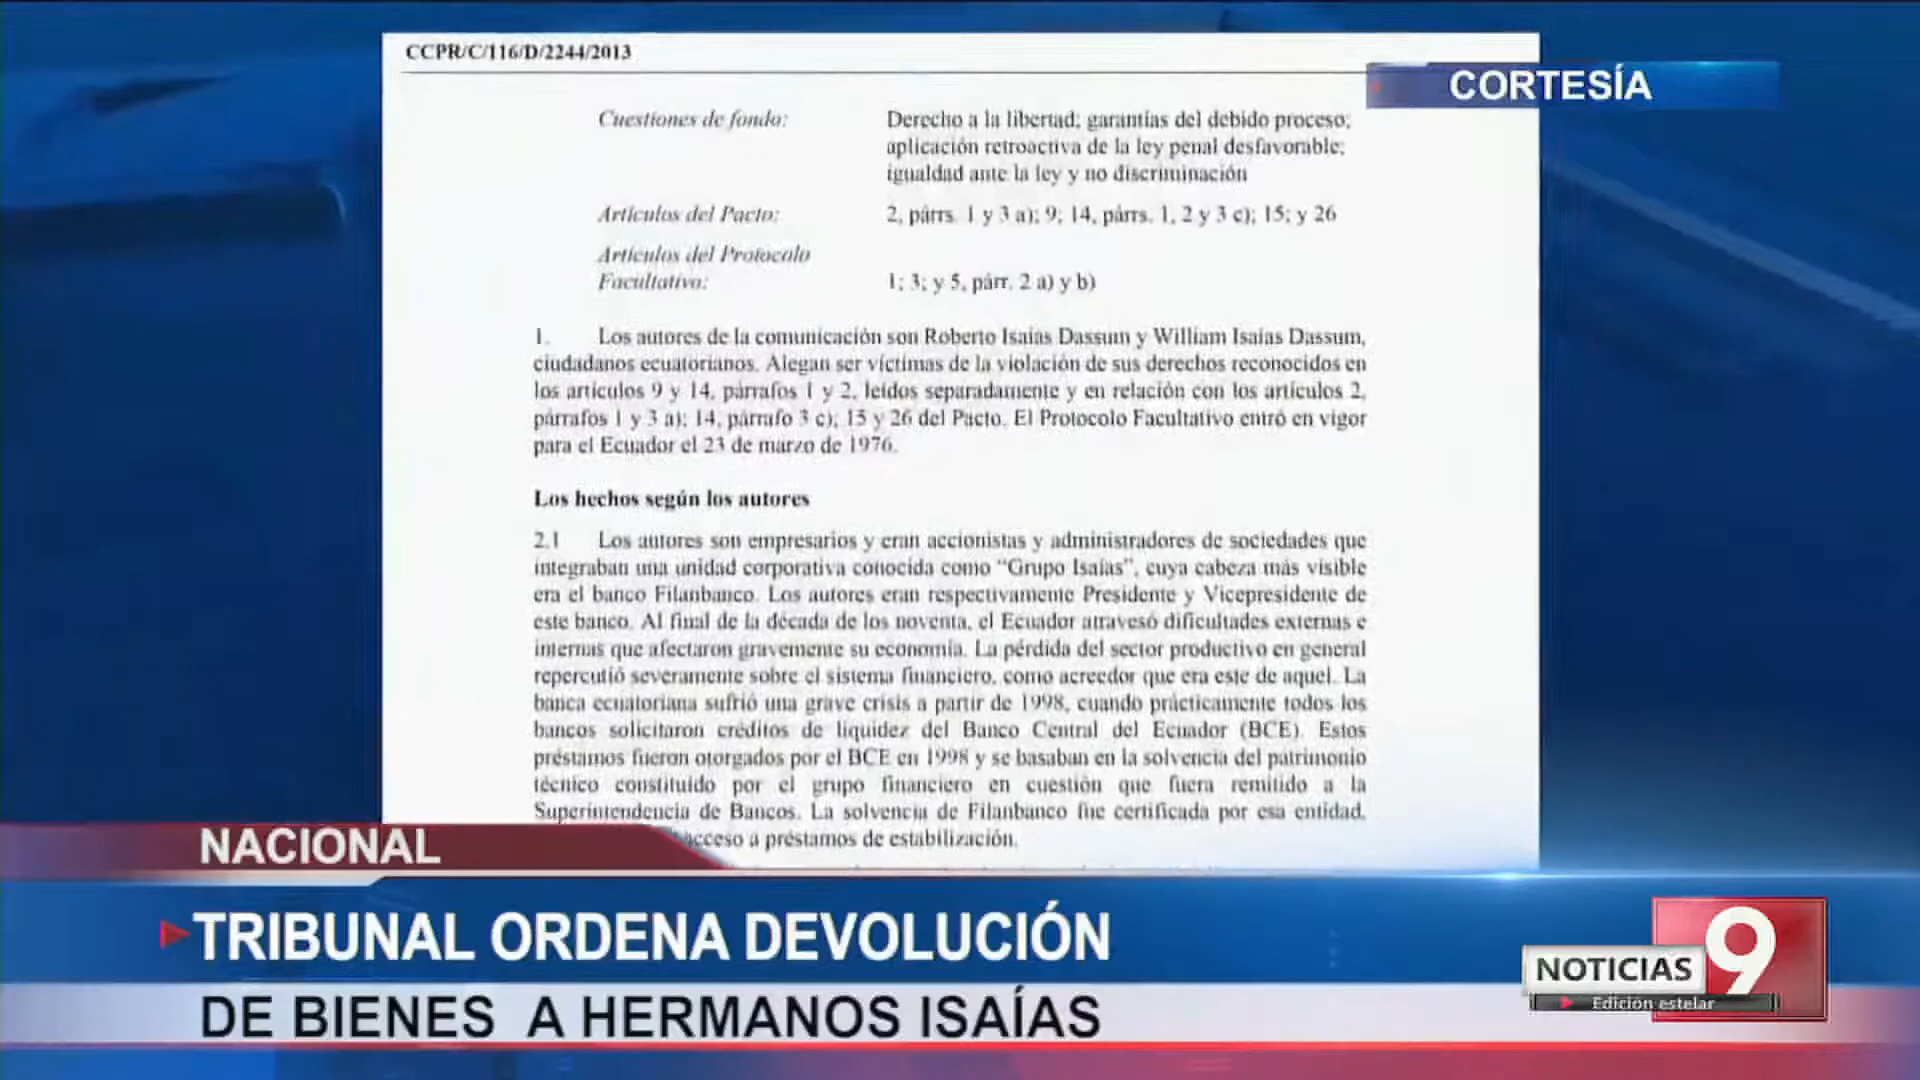 CCPR/C/116/D/2244/2013
CORTESÍA
Cuestiones de fondo: Derecho a la libertad; garantías del debido proceso;
aplicación retroactiva de la ley penal desfavorable;
igualdad ante la ley y no discriminación
Artículos del Pacto: 2, párrs. 1 y 3 a); 9; 14, párrs. 1, 2 y 3 c); 15; y 26
Artículos del Protocolo
Facultativo: 1; 3; y 5, párr. 2 a) y b)
1. Los autores de la comunicación son Roberto Isaías Dassum y William Isaías Dassum,
ciudadanos ecuatorianos. Alegan ser víctimas de la violación de sus derechos reconocidos en
los artículos 9 y 14, párrafos 1 y 2, leídos separadamente y en relación con los artículos 2,
párrafos 1 y 3 a); 14, párrafo 3 c); 15 y 26 del Pacto. El Protocolo Facultativo entró en vigor
para el Ecuador el 23 de marzo de 1976.
Los hechos según los autores
2.1 Los autores son empresarios y eran accionistas y administradores de sociedades que
integraban una unidad corporativa conocida como “Grupo Isaías”, cuya cabeza más visible
era el banco Filanbanco. Los autores eran respectivamente Presidente y Vicepresidente de
este banco. Al final de la década de los noventa, el Ecuador atravesó dificultades externas e
internas que afectaron gravemente su economía. La pérdida del sector productivo en general
repercutió severamente sobre el sistema financiero, como acreedor que era este de aquel. La
banca ecuatoriana sufrió una grave crisis a partir de 1998, cuando prácticamente todos los
bancos solicitaron créditos de liquidez del Banco Central del Ecuador (BCE). Estos
préstamos fueron otorgados por el BCE en 1998 y se basaban en la solvencia del patrimonio
técnico constituido por el grupo financiero en cuestión que fuera remitido a la
Superintendencia de Bancos. La solvencia de Filanbanco fue certificada por esa entidad,
acceso a préstamos de estabilización.
NACIONAL
TRIBUNAL ORDENA DEVOLUCIÓN
DE BIENES A HERMANOS ISAÍAS
9
NOTICIAS
Edición estelar